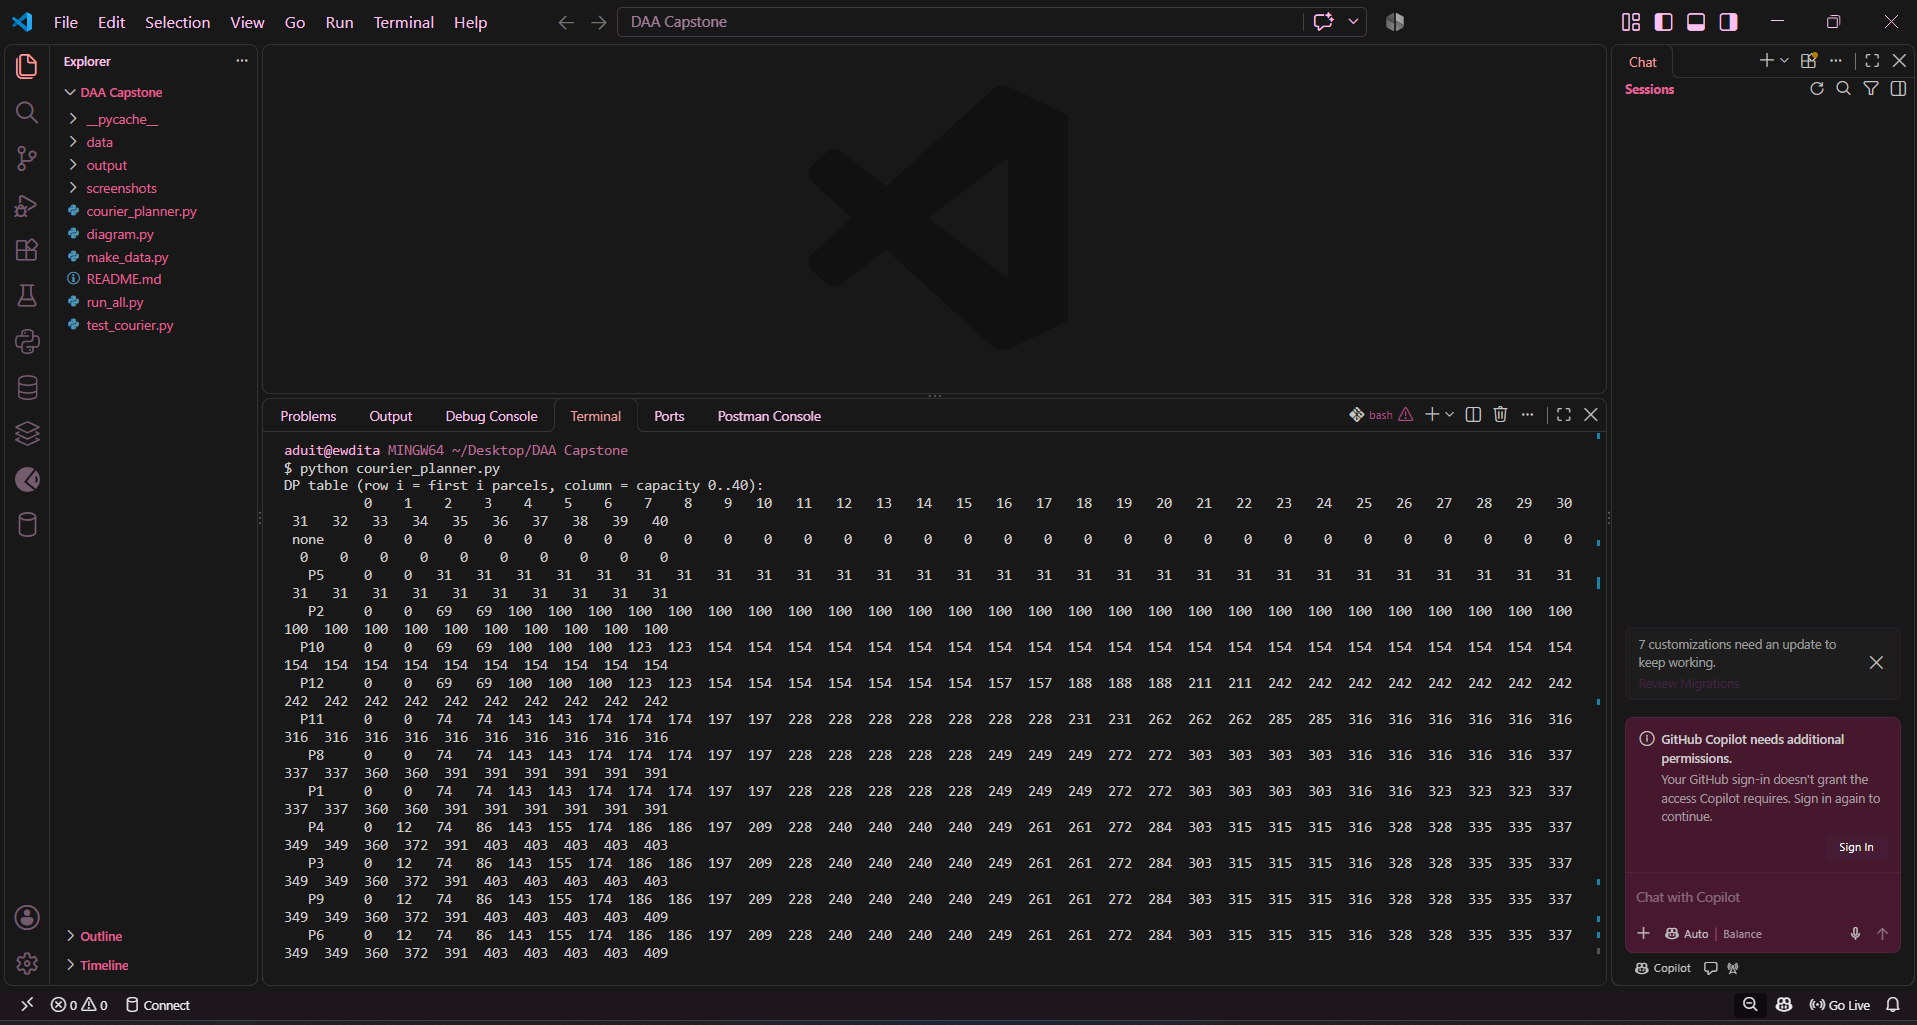 File Edit Selection View Go Run Terminal Help
DAA Capstone
Explorer
DAA Capstone
__pycache__
data
output
screenshots
courier_planner.py
diagram.py
make_data.py
README.md
run_all.py
test_courier.py
Outline
Timeline
Problems Output Debug Console Terminal Ports Postman Console
bash
aduit@ewdita MINGW64 ~/Desktop/DAA Capstone
$ python courier_planner.py
DP table (row i = first i parcels, column = capacity 0..40):
0 1 2 3 4 5 6 7 8 9 10 11 12 13 14 15 16 17 18 19 20 21 22 23 24 25 26 27 28 29 30
31 32 33 34 35 36 37 38 39 40
none 0 0 0 0 0 0 0 0 0 0 0 0 0 0 0 0 0 0 0 0 0 0 0 0 0 0 0 0 0 0 0
0 0 0 0 0 0 0 0 0 0
P5 0 0 31 31 31 31 31 31 31 31 31 31 31 31 31 31 31 31 31 31 31 31 31 31 31 31 31 31 31 31 31
31 31 31 31 31 31 31 31 31 31
P2 0 0 69 69 100 100 100 100 100 100 100 100 100 100 100 100 100 100 100 100 100 100 100 100 100 100 100 100 100 100 100
100 100 100 100 100 100 100 100 100 100
P10 0 0 69 69 100 100 100 123 123 154 154 154 154 154 154 154 154 154 154 154 154 154 154 154 154 154 154 154 154 154 154
154 154 154 154 154 154 154 154 154 154
P12 0 0 69 69 100 100 100 123 123 154 154 154 154 154 154 154 157 157 188 188 188 211 211 242 242 242 242 242 242 242 242
242 242 242 242 242 242 242 242 242 242
P11 0 0 74 74 143 143 174 174 174 197 197 228 228 228 228 228 228 231 231 262 262 262 285 285 316 316 316 316 316 316 316
316 316 316 316 316 316 316 316 316 316
P8 0 0 74 74 143 143 174 174 174 197 197 228 228 228 228 228 249 249 249 272 272 303 303 303 303 316 316 316 316 316 337
337 337 360 360 391 391 391 391 391 391
P1 0 0 74 74 143 143 174 174 174 197 197 228 228 228 228 228 249 249 249 272 272 303 303 303 303 316 316 323 323 323 337
337 337 360 360 391 391 391 391 391 391
P4 0 12 74 86 143 155 174 186 186 197 209 228 240 240 240 240 249 261 261 272 284 303 315 315 315 316 328 328 335 335 337
349 349 360 372 391 403 403 403 403 403
P3 0 12 74 86 143 155 174 186 186 197 209 228 240 240 240 240 249 261 261 272 284 303 315 315 315 316 328 328 335 335 337
349 349 360 372 391 403 403 403 403 403
P9 0 12 74 86 143 155 174 186 186 197 209 228 240 240 240 240 249 261 261 272 284 303 315 315 315 316 328 328 335 335 337
349 349 360 372 391 403 403 403 403 409
P6 0 12 74 86 143 155 174 186 186 197 209 228 240 240 240 240 249 261 261 272 284 303 315 315 315 316 328 328 335 335 337
349 349 360 372 391 403 403 403 403 409
Chat
Sessions
7 customizations need an update to
keep working.
Review Migrations
GitHub Copilot needs additional
permissions.
Your GitHub sign-in doesn't grant the
access Copilot requires. Sign in again to
continue.
Sign In
Chat with Copilot
Auto | Balance
Copilot
0 0 Connect
Go Live